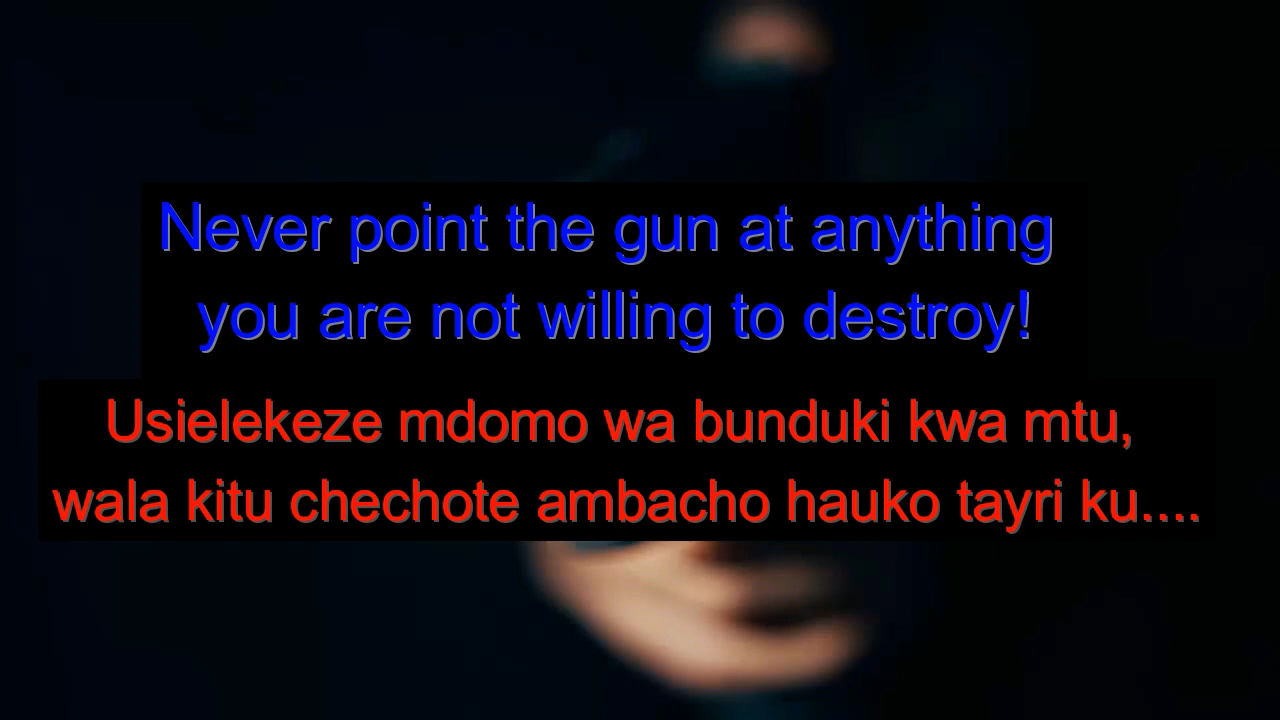 Never point the gun at anything
you are not willing to destroy!
Usielekeze mdomo wa bunduki kwa mtu,
wala kitu chechote ambacho hauko tayri ku....